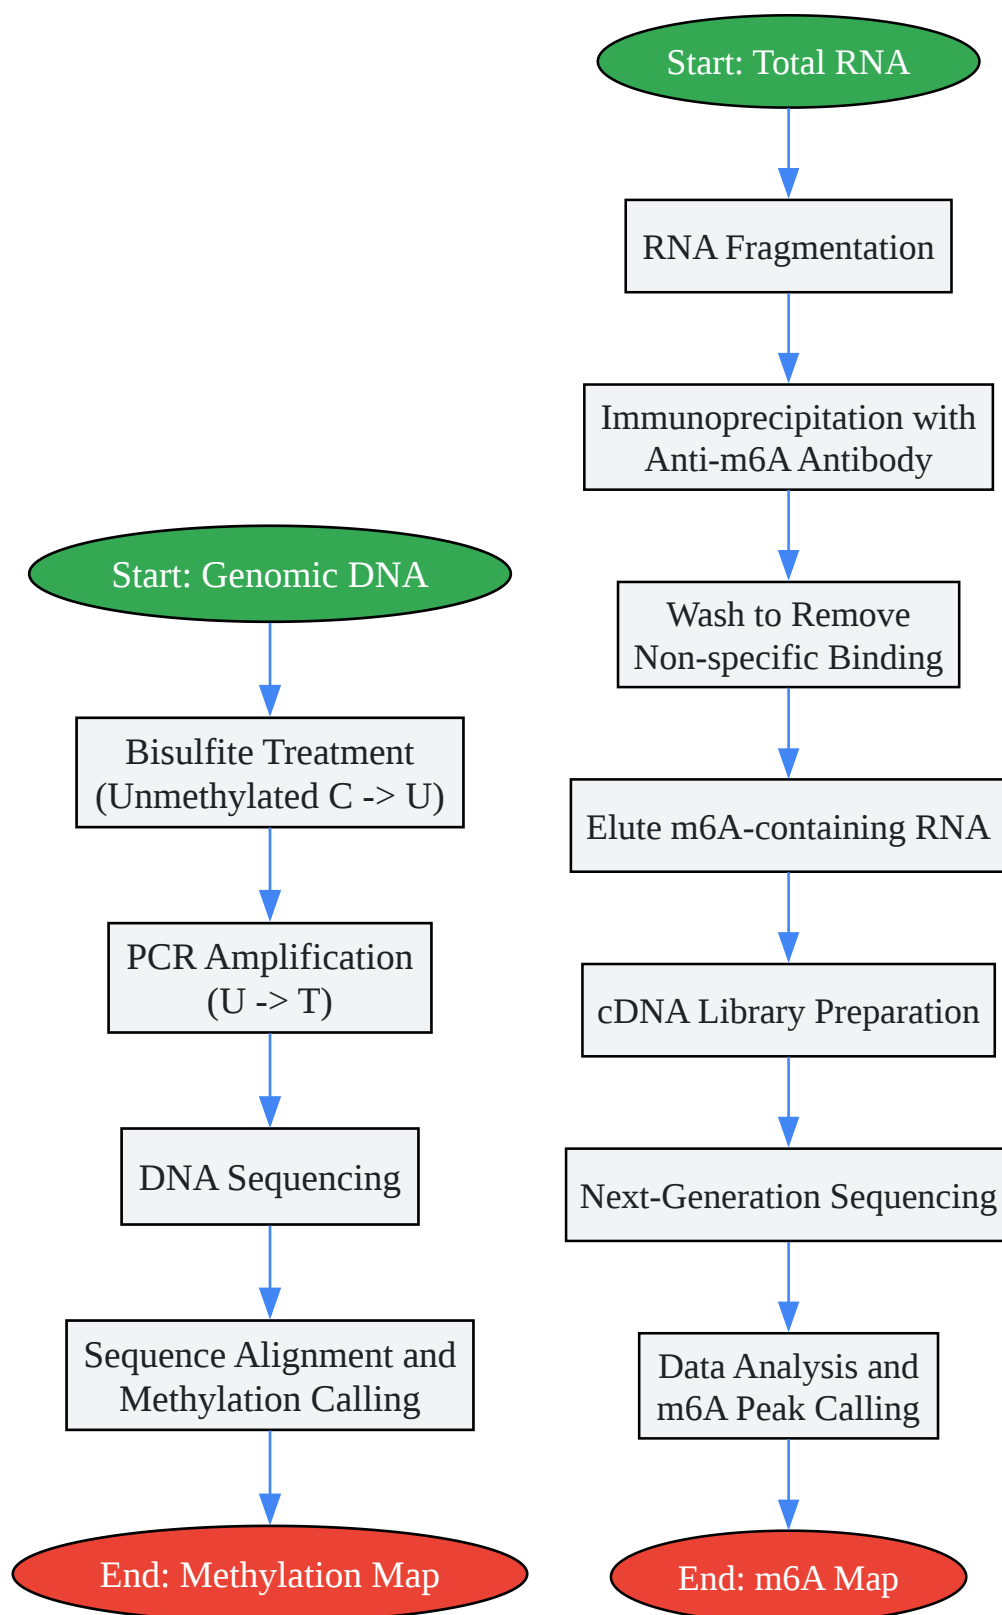 Start: Genomic DNA
Bisulfite Treatment
(Unmethylated C -> U)
PCR Amplification
(U -> T)
DNA Sequencing
Sequence Alignment and
Methylation Calling
End: Methylation Map
Start: Total RNA
RNA Fragmentation
Immunoprecipitation with
Anti-m6A Antibody
Wash to Remove
Non-specific Binding
Elute m6A-containing RNA
cDNA Library Preparation
Next-Generation Sequencing
Data Analysis and
m6A Peak Calling
End: m6A Map